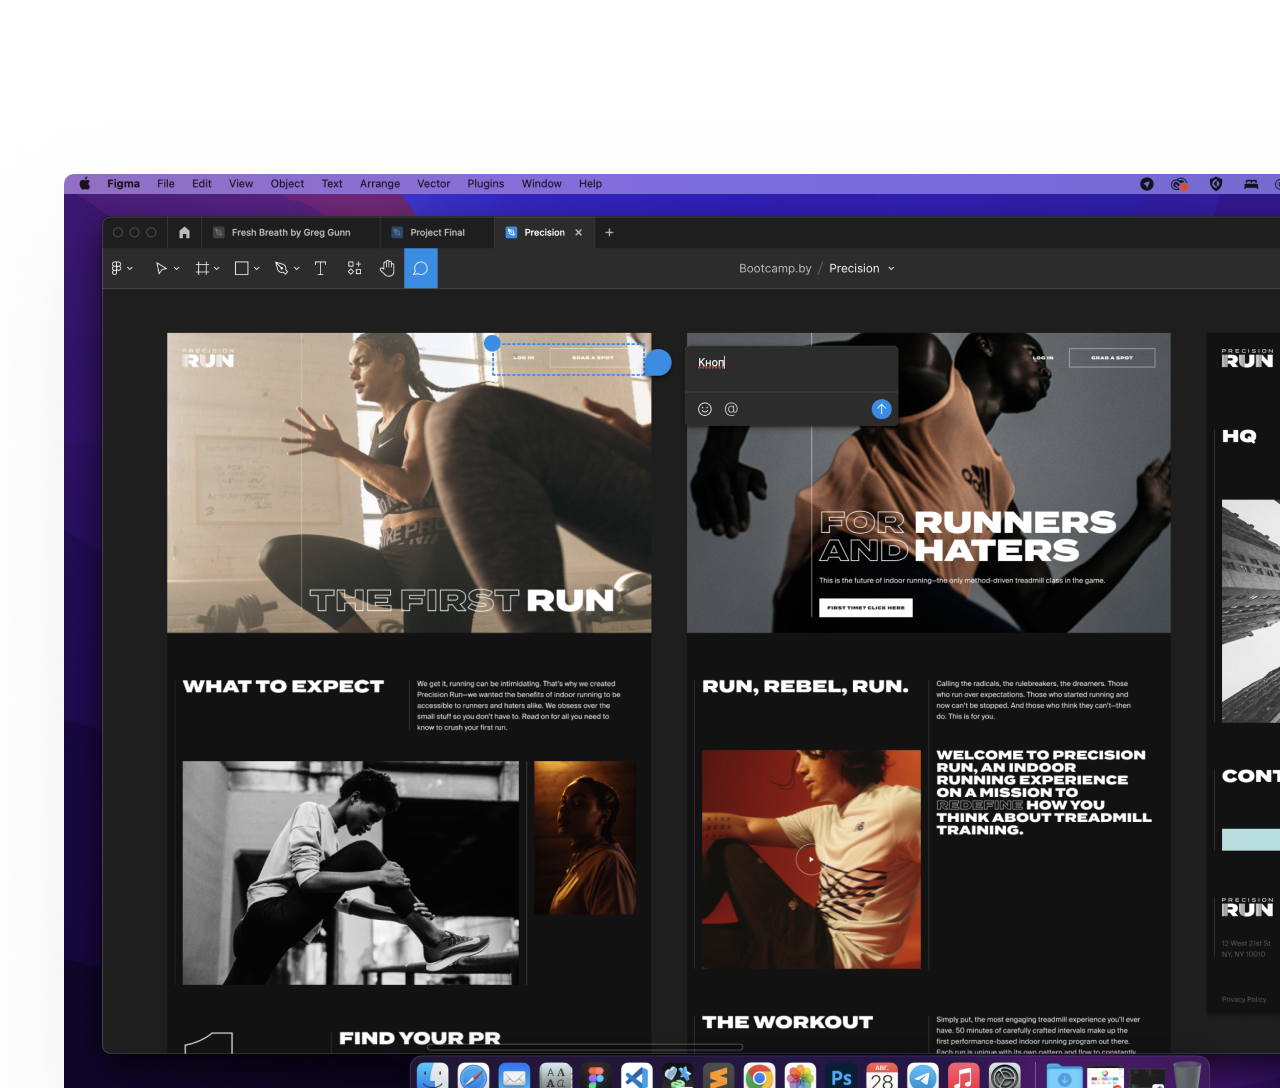 Figma File Edit View Object Text Arrange Vector Plugins Window Help
Fresh Breath by Greg Gunn
Project Final
Precision
Bootcamp.by / Precision
PRECISION
RUN
LOG IN
GRAB A SPOT
THE FIRST RUN
WHAT TO EXPECT
We get it, running can be intimidating. That's why we created
Precision Run—we wanted the benefits of indoor running to be
accessible to runners and haters alike. We obsess over the
small stuff so you don't have to. Read on for all you need to
know to crush your first run.
1
FIND YOUR PR
Кноп
@
LOG IN
GRAB A SPOT
FOR RUNNERS
AND HATERS
This is the future of indoor running—the only method-driven treadmill class in the game.
FIRST TIME? CLICK HERE
RUN, REBEL, RUN.
Calling the radicals, the rulebreakers, the dreamers. Those
who run over expectations. Those who started running and
now can't be stopped. And those who think they can't—then
do. This is for you.
WELCOME TO PRECISION
RUN, AN INDOOR
RUNNING EXPERIENCE
ON A MISSION TO
REDEFINE HOW YOU
THINK ABOUT TREADMILL
TRAINING.
THE WORKOUT
Simply put, the most engaging treadmill experience you'll ever
have. 50 minutes of carefully crafted intervals make up the
first performance-based indoor running program out there.
Each run is unique with its own pattern and flow to constantly
PRECISION
RUN
HQ
CONT
PRECISION
RUN
12 West 21st St
NY, NY 10010
Privacy Policy
Ps
АВГ.
28